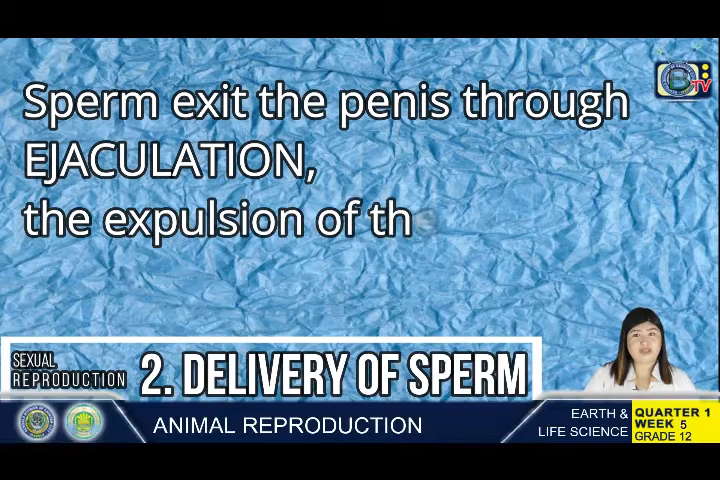 Sperm exit the penis through
EJACULATION,
the expulsion of th
TV
SEXUAL
REPRODUCTION
2. DELIVERY OF SPERM
ANIMAL REPRODUCTION
EARTH &
LIFE SCIENCE
QUARTER 1
WEEK 5
GRADE 12